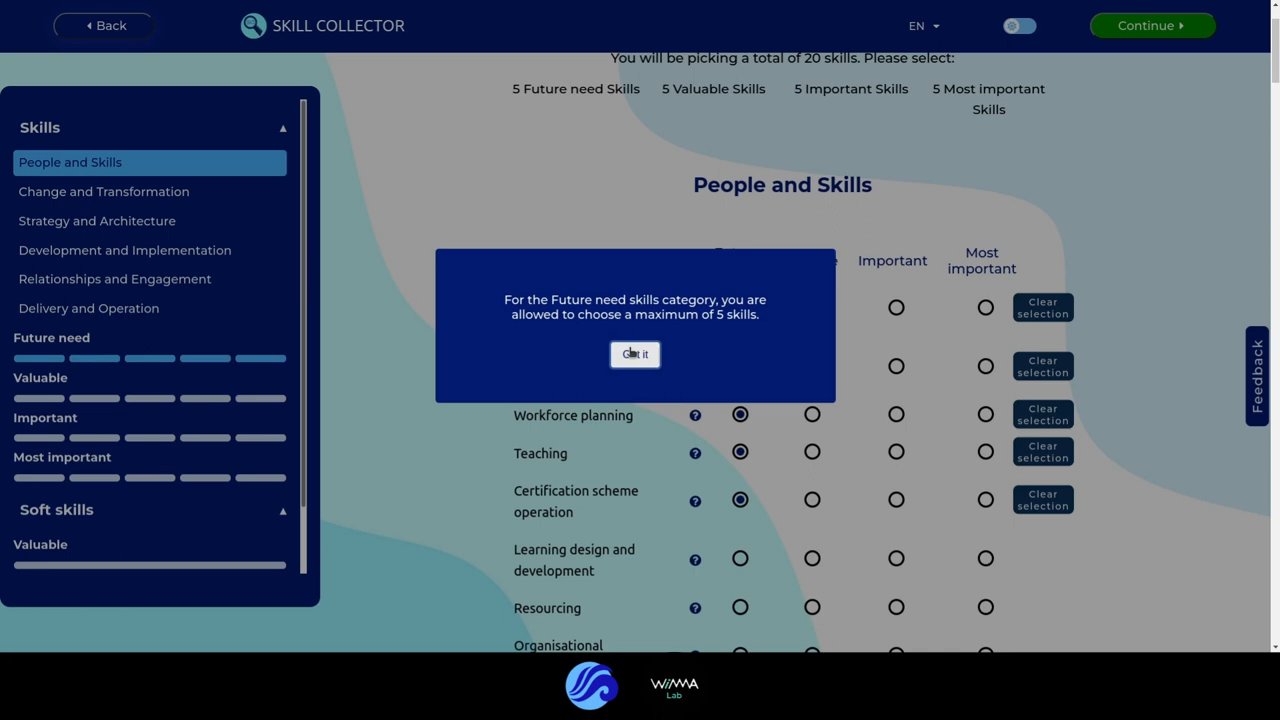 Back
SKILL COLLECTOR
EN
Continue
You will be picking a total of 20 skills. Please select:
5 Future need Skills
5 Valuable Skills
5 Important Skills
5 Most important
Skills
Skills
People and Skills
Change and Transformation
Strategy and Architecture
Development and Implementation
Relationships and Engagement
Delivery and Operation
Future need
Valuable
Important
Most important
Soft skills
Valuable
People and Skills
Important
Most
important
Clear
selection
Clear
selection
For the Future need skills category, you are
allowed to choose a maximum of 5 skills.
Got it
Workforce planning
?
Clear
selection
Teaching
?
Clear
selection
Certification scheme
operation
?
Clear
selection
Learning design and
development
?
Resourcing
?
Organisational
Feedback
WIMMA
Lab